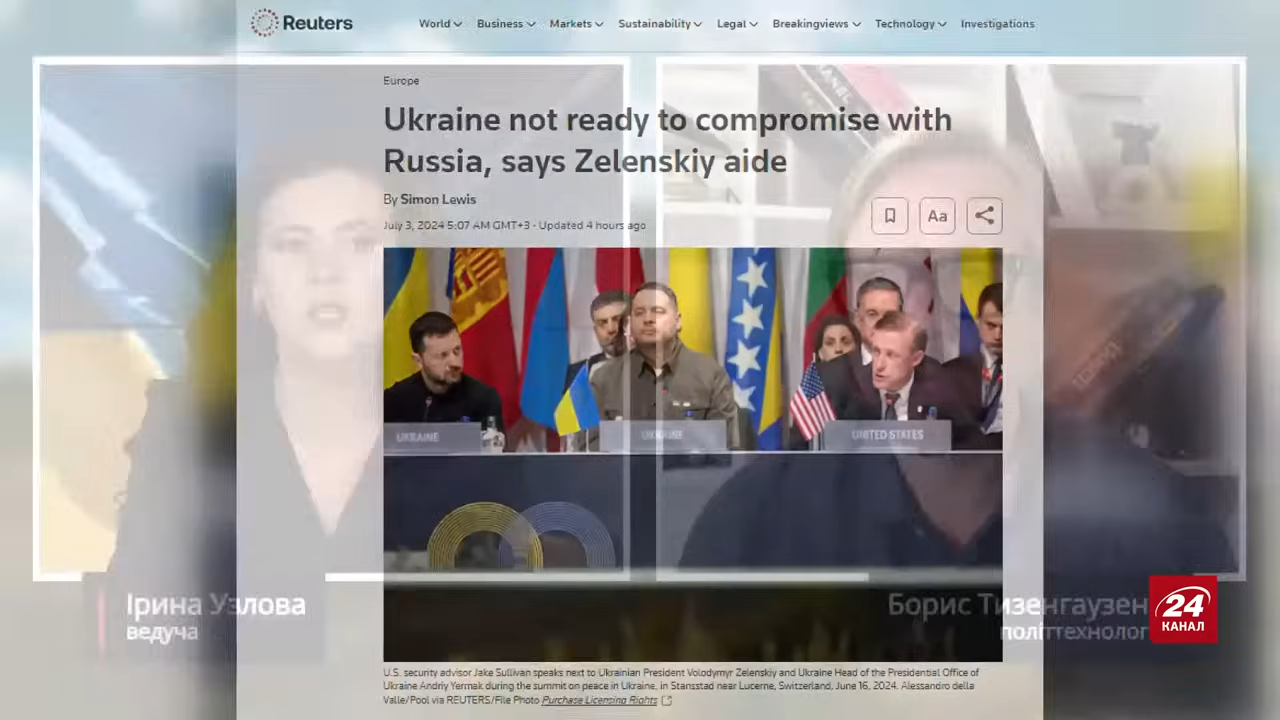 Reuters
World
Business
Markets
Sustainability
Legal
Breakingviews
Technology
Investigations
Europe
Ukraine not ready to compromise with
Russia, says Zelenskiy aide
By Simon Lewis
July 3, 2024 5:07 AM GMT+3 · Updated 4 hours ago
Aa
UKRAINE
UKRAINE
UNITED STATES
Ірина Узлова
ведуча
Борис Тизенгаузен
політтехнолог
24
КАНАЛ
U.S. security advisor Jake Sullivan speaks next to Ukrainian President Volodymyr Zelenskiy and Ukraine Head of the Presidential Office of
Ukraine Andriy Yermak during the summit on peace in Ukraine, in Stansstad near Lucerne, Switzerland, June 16, 2024. Alessandro della
Valle/Pool via REUTERS/File Photo Purchase Licensing Rights